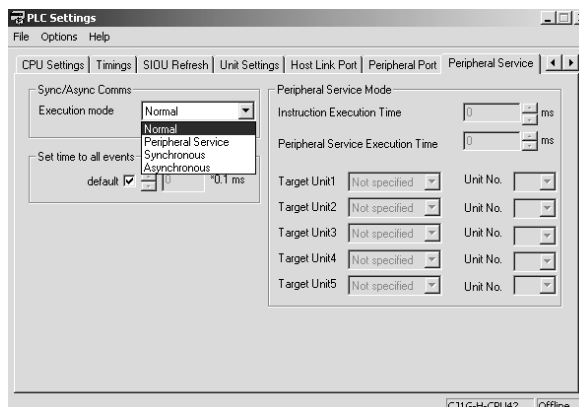 PLC Settings
File Options Help
CPU Settings Timings SIOU Refresh Unit Settings Host Link Port Peripheral Port Peripheral Service
Sync/Async Comms
Execution mode Normal
Normal
Peripheral Service
Synchronous
Asynchronous
Set time to all events
default 0 *0.1 ms
Peripheral Service Mode
Instruction Execution Time 0 ms
Peripheral Service Execution Time 0 ms
Target Unit1 Not specified Unit No.
Target Unit2 Not specified Unit No.
Target Unit3 Not specified Unit No.
Target Unit4 Not specified Unit No.
Target Unit5 Not specified Unit No.
CJ1G-H-CPU42 Offline